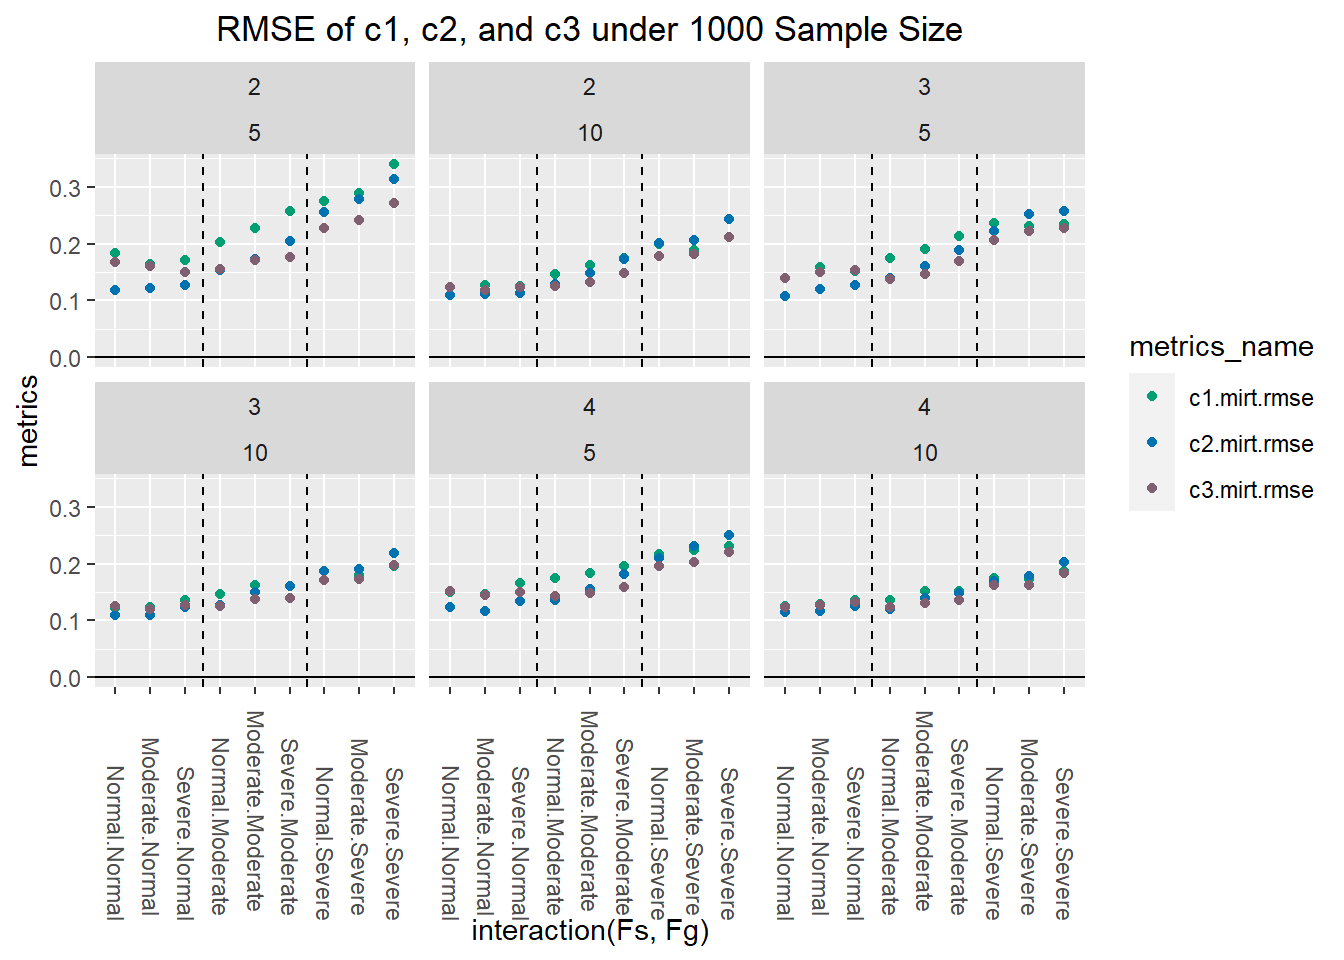 RMSE of c1, c2, and c3 under 1000 Sample Size
2
5
2
10
3
5
0.3
0.2
0.1
0.0
3
10
4
5
4
10
0.3
0.2
0.1
0.0
metrics
Normal.Normal
Moderate.Normal
Severe.Normal
Normal.Moderate
Moderate.Moderate
Severe.Moderate
Normal.Severe
Moderate.Severe
Severe.Severe
Normal.Normal
Moderate.Normal
Severe.Normal
Normal.Moderate
Moderate.Moderate
Severe.Moderate
Normal.Severe
Moderate.Severe
Severe.Severe
Normal.Normal
Moderate.Normal
Severe.Normal
Normal.Moderate
Moderate.Moderate
Severe.Moderate
Normal.Severe
Moderate.Severe
Severe.Severe
interaction(Fs, Fg)
metrics_name
c1.mirt.rmse
c2.mirt.rmse
c3.mirt.rmse